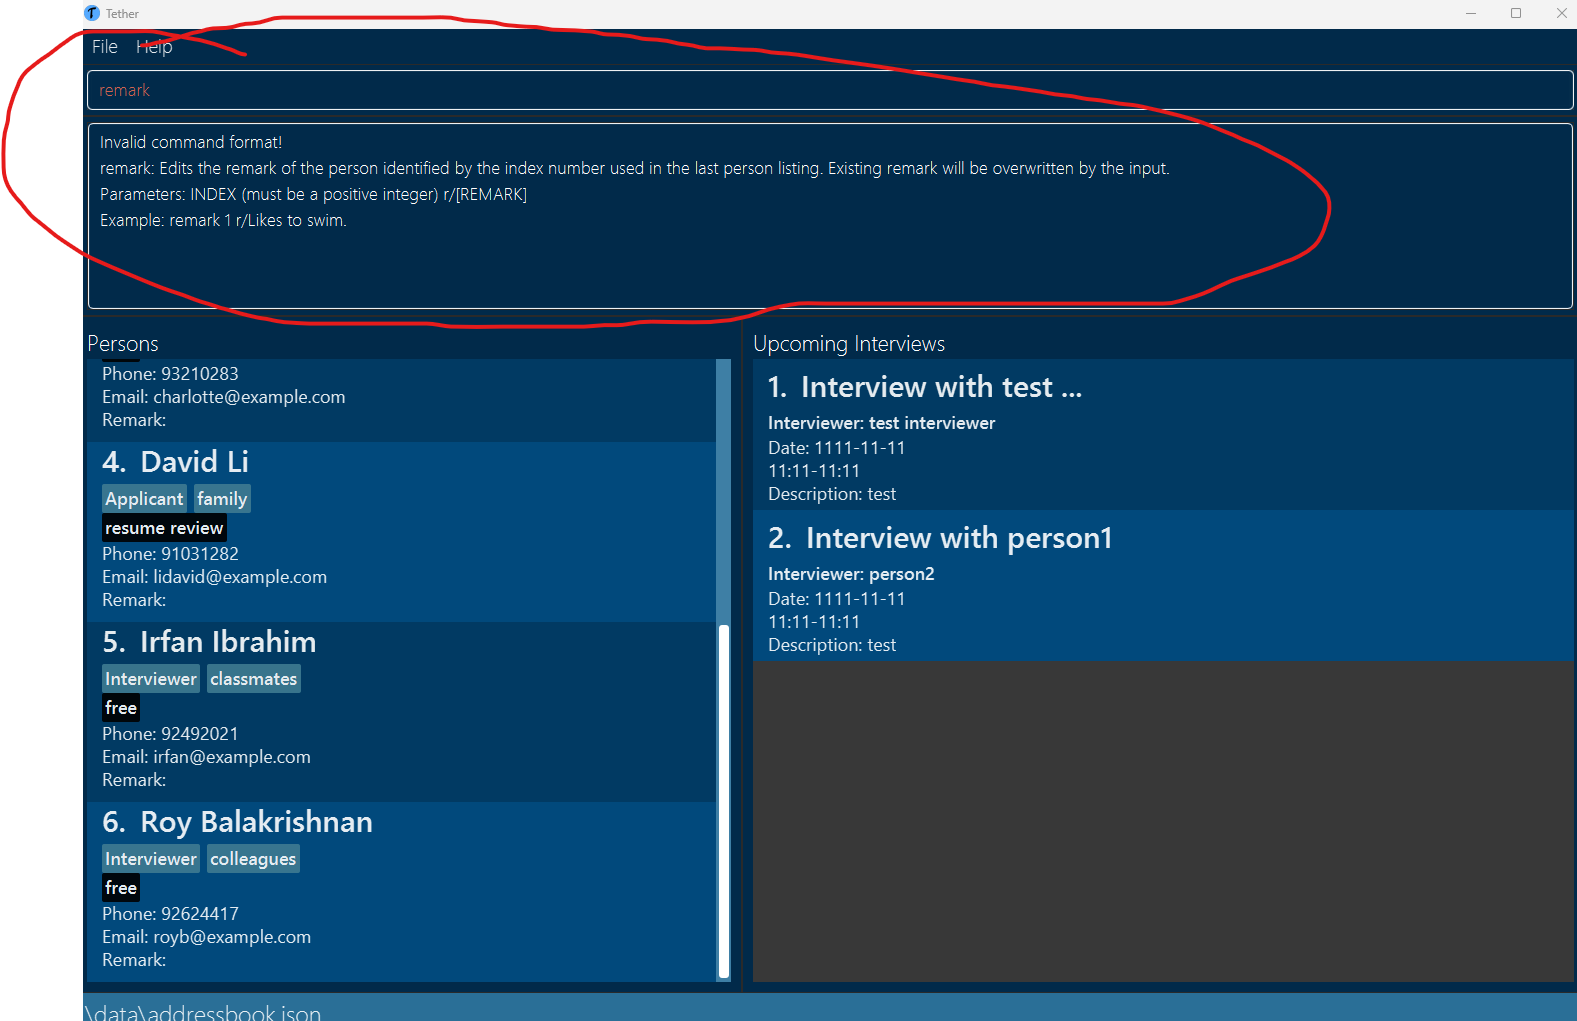 Tether
File Help
remark
Invalid command format!
remark: Edits the remark of the person identified by the index number used in the last person listing. Existing remark will be overwritten by the input.
Parameters: INDEX (must be a positive integer) r/[REMARK]
Example: remark 1 r/Likes to swim.
Persons
Phone: 93210283
Email: charlotte@example.com
Remark:
4. David Li
Applicant family
resume review
Phone: 91031282
Email: lidavid@example.com
Remark:
5. Irfan Ibrahim
Interviewer classmates
free
Phone: 92492021
Email: irfan@example.com
Remark:
6. Roy Balakrishnan
Interviewer colleagues
free
Phone: 92624417
Email: royb@example.com
Remark:
Upcoming Interviews
1. Interview with test ...
Interviewer: test interviewer
Date: 1111-11-11
11:11-11:11
Description: test
2. Interview with person1
Interviewer: person2
Date: 1111-11-11
11:11-11:11
Description: test
\data\addressbook.json